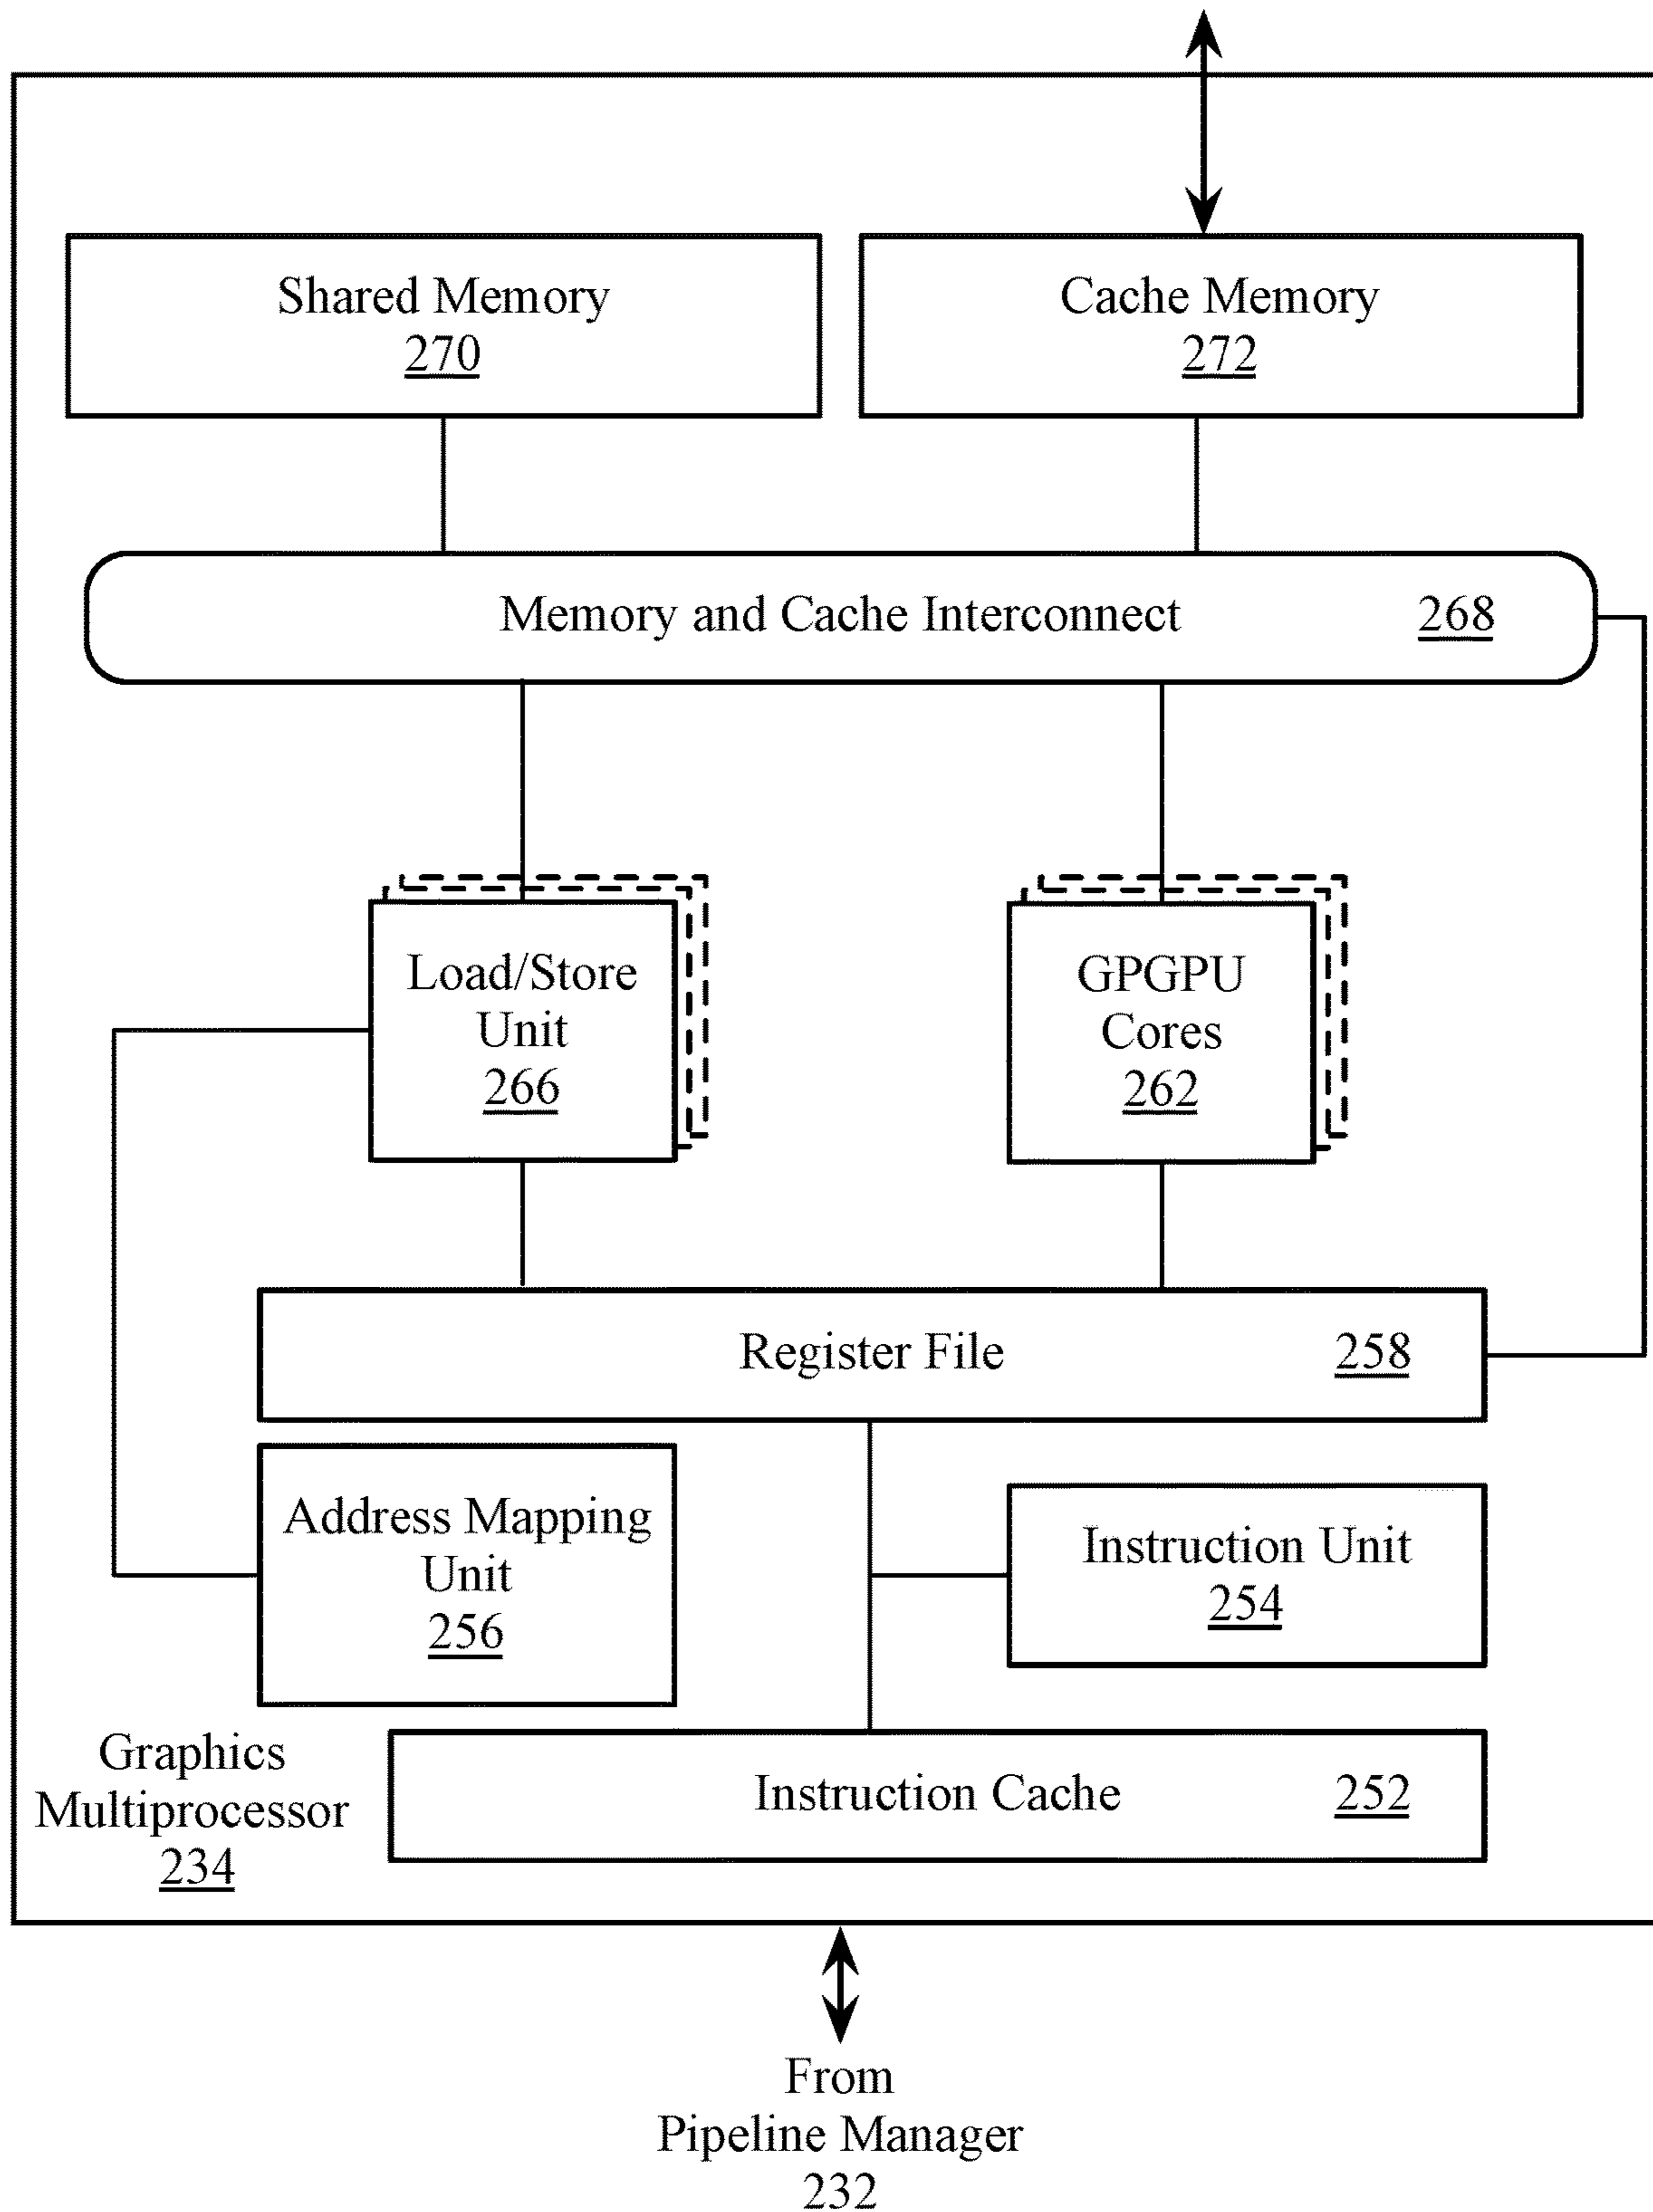 Shared Memory
270
Cache Memory
272
Memory and Cache Interconnect 268
Load/Store
Unit
266
GPGPU
Cores
262
Register File 258
Address Mapping
Unit
256
Instruction Unit
254
Graphics
Multiprocessor
234
Instruction Cache 252
From
Pipeline Manager
232